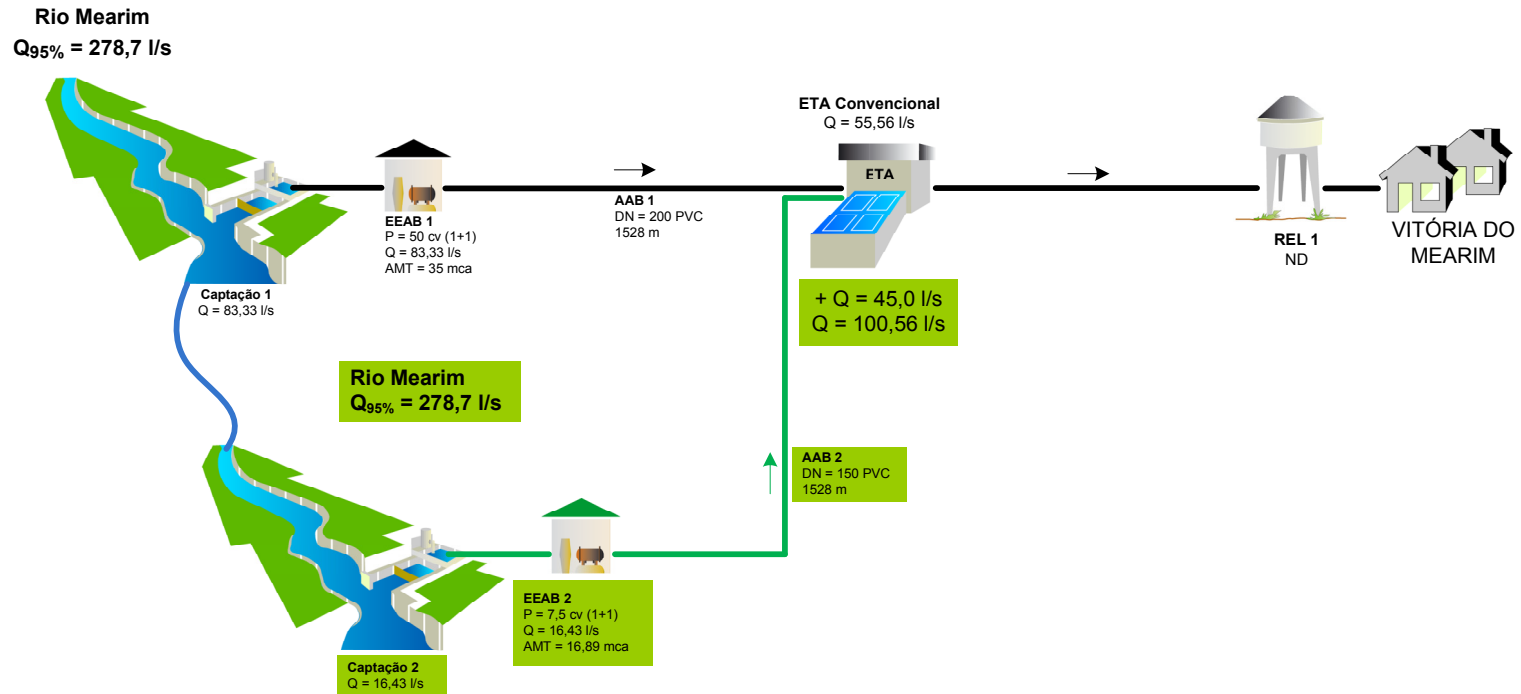 Rio Mearim
Q95% = 278,7 l/s
ETA Convencional
Q = 55,56 l/s
ETA
EEAB 1
P = 50 cv (1+1)
Q = 83,33 l/s
AMT = 35 mca
AAB 1
DN = 200 PVC
1528 m
REL 1
ND
VITÓRIA DO
MEARIM
Captação 1
Q = 83,33 l/s
+ Q = 45,0 l/s
Q = 100,56 l/s
Rio Mearim
Q95% = 278,7 l/s
AAB 2
DN = 150 PVC
1528 m
EEAB 2
P = 7,5 cv (1+1)
Q = 16,43 l/s
AMT = 16,89 mca
Captação 2
Q = 16,43 l/s